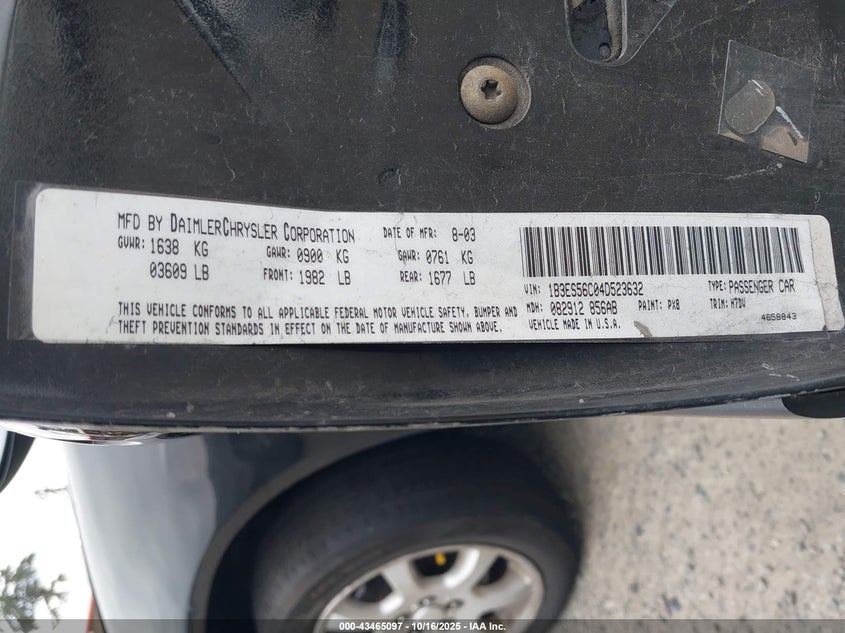 MFD BY DAIMLERCHRYSLER CORPORATION DATE OF MFR: 8-03
GVWR: 1638 KG GAWR: 0900 KG GAWR: 0761 KG
03609 LB FRONT: 1982 LB REAR: 1677 LB
VIN: 1B3ES56C04D523632 TYPE: PASSENGER CAR
MDH: 082912 856AB PAINT: PX8 TRIM: H7DV
THIS VEHICLE CONFORMS TO ALL APPLICABLE FEDERAL MOTOR VEHICLE SAFETY, BUMPER AND
THEFT PREVENTION STANDARDS IN EFFECT ON THE DATE OF MANUFACTURE SHOWN ABOVE.
VEHICLE MADE IN U.S.A. 4658843
000-43465097 - 10/16/2025 - IAA Inc.